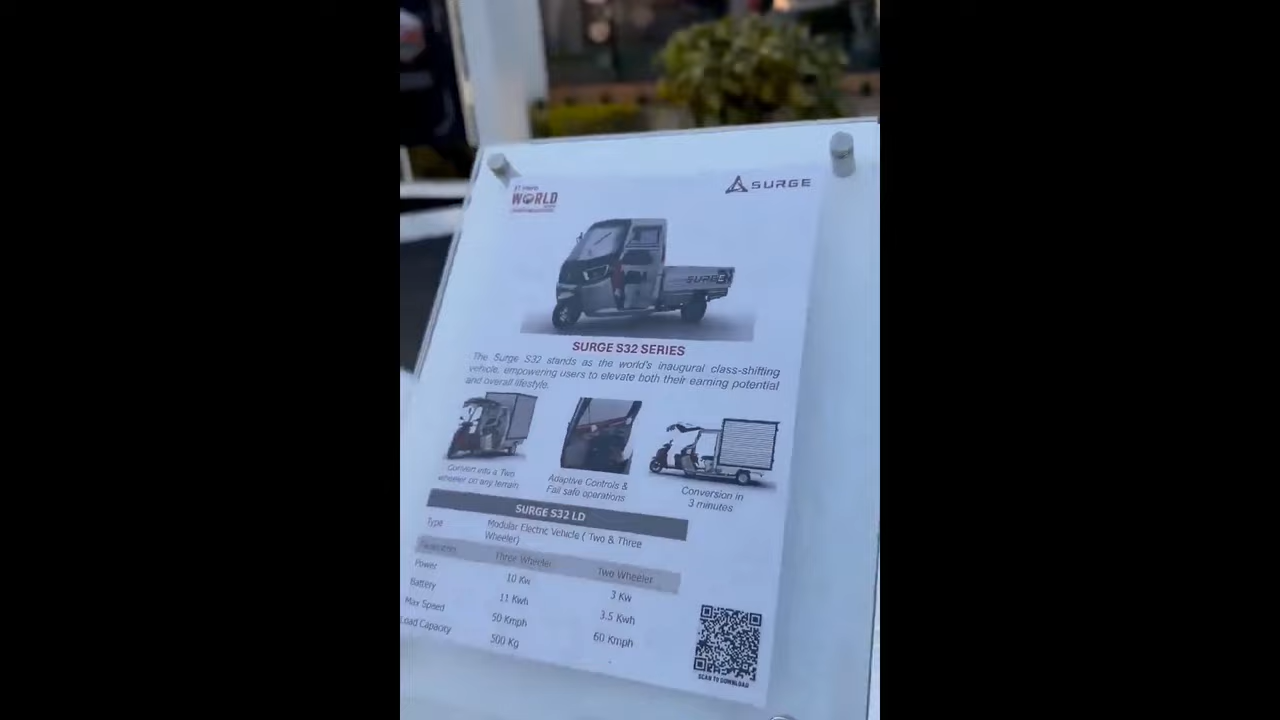 WORLD
SURGE
SURGE
SURGE S32 SERIES
The Surge S32 stands as the world's inaugural class-shifting
vehicle, empowering users to elevate both their earning potential
and overall lifestyle.
Convert into a Two
wheeler on any terrain
Adaptive Controls &
Fail safe operations
Conversion in
3 minutes
SURGE S32 LD
Type Modular Electric Vehicle ( Two & Three
Wheeler)
Three Wheeler Two Wheeler
Power 10 Kw 3 Kw
Battery 11 Kwh 3.5 Kwh
Max Speed 50 Kmph 60 Kmph
Load Capacity 500 Kg
SCAN TO DOWNLOAD